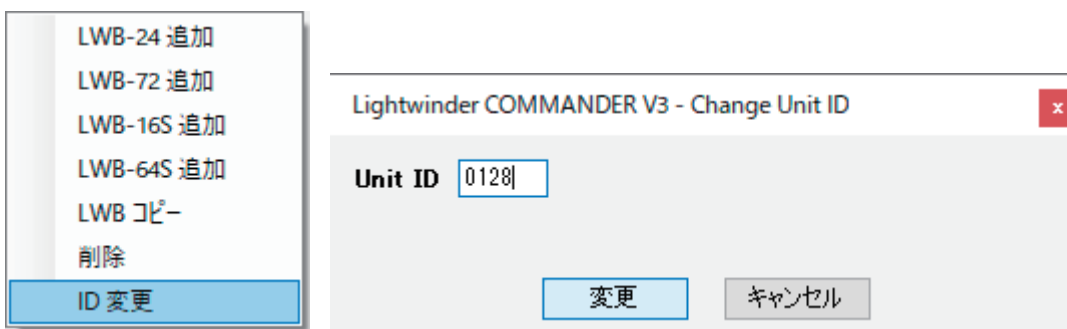 LWB-24 追加
LWB-72 追加
LWB-16S 追加
LWB-64S 追加
LWB コピー
削除
ID 変更
Lightwinder COMMANDER V3 - Change Unit ID
x
Unit ID 0128
変更 キャンセル